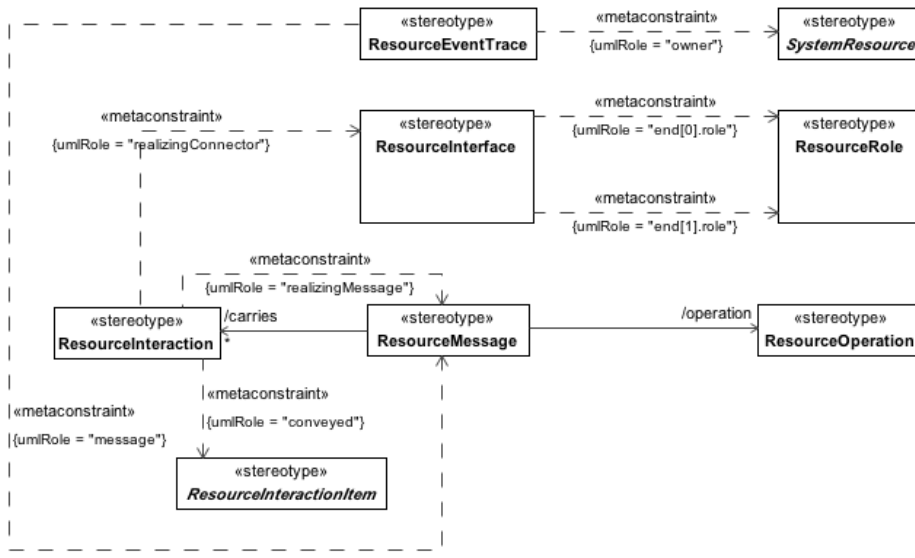 «stereotype»
ResourceEventTrace
«metaconstraint»
{umlRole = "owner"}
«stereotype»
SystemResource
«metaconstraint»
{umlRole = "realizingConnector"}
«stereotype»
ResourceInterface
«metaconstraint»
{umlRole = "end[0].role"}
«metaconstraint»
{umlRole = "end[1].role"}
«stereotype»
ResourceRole
«metaconstraint»
{umlRole = "realizingMessage"}
«stereotype»
ResourceInteraction
/carries
*
«stereotype»
ResourceMessage
/operation
«stereotype»
ResourceOperation
«metaconstraint»
{umlRole = "message"}
«metaconstraint»
{umlRole = "conveyed"}
«stereotype»
ResourceInteractionItem